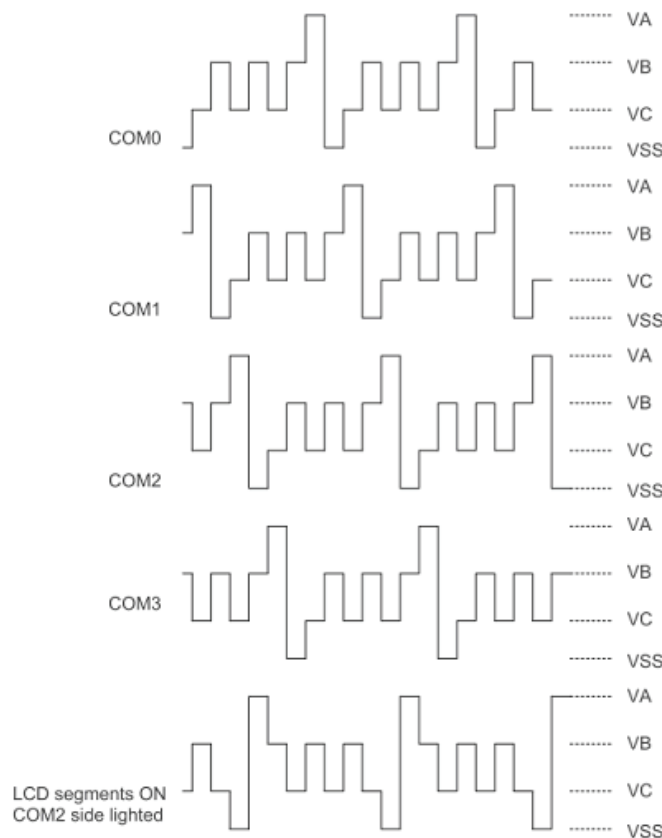 VA
VB
VC
COM0
VSS
VA
VB
VC
COM1
VSS
VA
VB
VC
COM2
VSS
VA
VB
COM3
VC
VSS
VA
VB
VC
LCD segments ON
COM2 side lighted
VSS